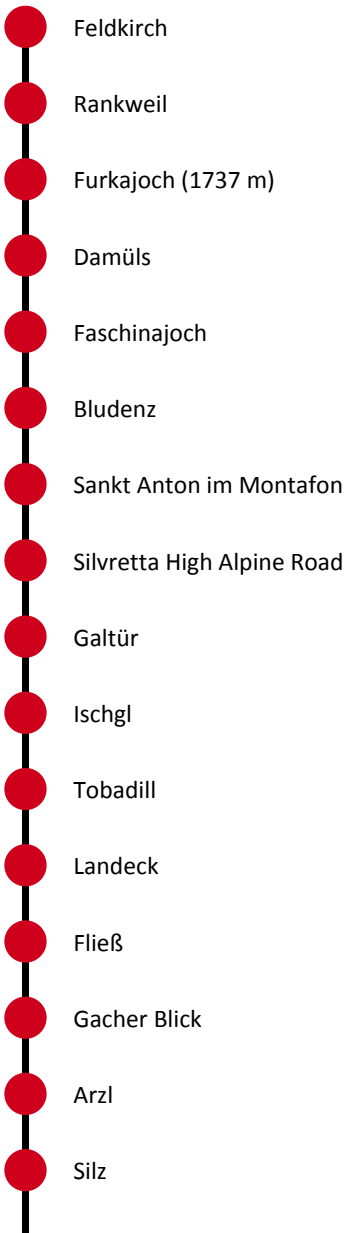 Feldkirch
Rankweil
Furkajoch (1737 m)
Damüls
Faschinajoch
Bludenz
Sankt Anton im Montafon
Silvretta High Alpine Road
Galtür
Ischgl
Tobadill
Landeck
Fließ
Gacher Blick
Arzl
Silz